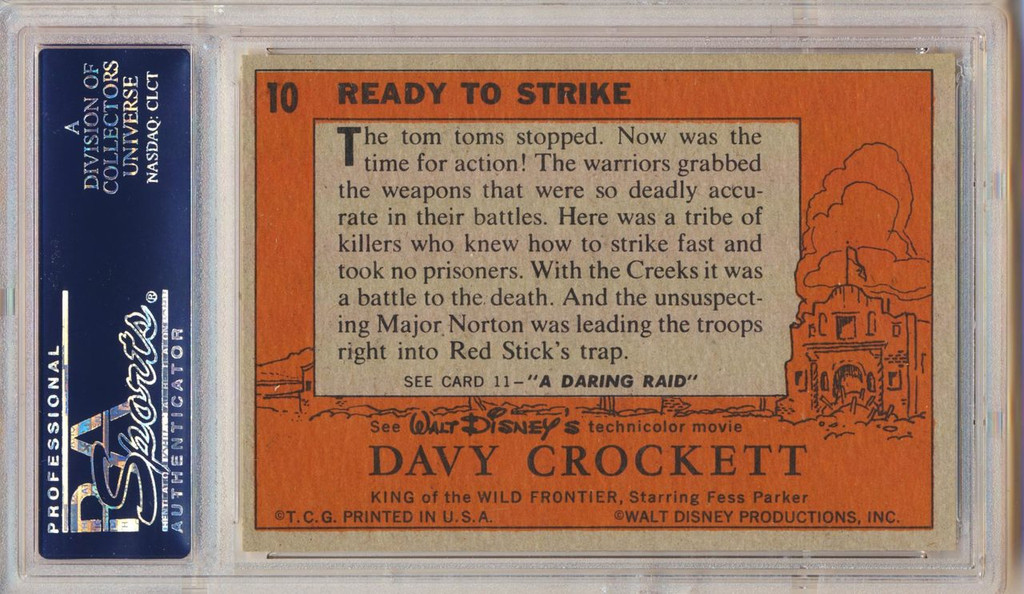 A
DIVISION OF
COLLECTORS
UNIVERSE
NASDAQ: CLCT
PROFESSIONAL
PSA
Sports®
AUTHENTICATOR
10 READY TO STRIKE
The tom toms stopped. Now was the
time for action! The warriors grabbed
the weapons that were so deadly accu-
rate in their battles. Here was a tribe of
killers who knew how to strike fast and
took no prisoners. With the Creeks it was
a battle to the death. And the unsuspect-
ing Major Norton was leading the troops
right into Red Stick's trap.
SEE CARD 11-"A DARING RAID"
See WALT DISNEY'S technicolor movie
DAVY CROCKETT
KING of the WILD FRONTIER, Starring Fess Parker
©T.C.G. PRINTED IN U.S.A. ©WALT DISNEY PRODUCTIONS, INC.